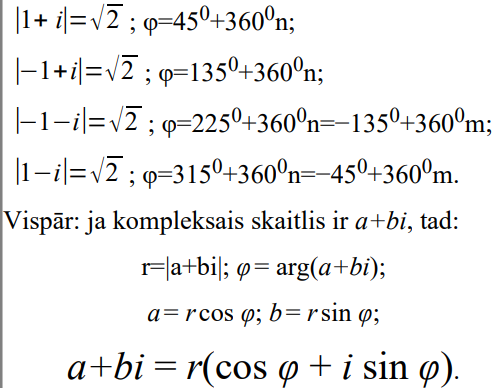 |1+ i|=√2 ; φ=45⁰+360⁰n;
|−1+i|=√2 ; φ=135⁰+360⁰n;
|−1−i|=√2 ; φ=225⁰+360⁰n=−135⁰+360⁰m;
|1−i|=√2 ; φ=315⁰+360⁰n=−45⁰+360⁰m.
Vispār: ja kompleksais skaitlis ir a+bi, tad:
r=|a+bi|; φ = arg(a+bi);
a= r cos φ; b= r sin φ;
a+bi = r(cos φ + i sin φ).